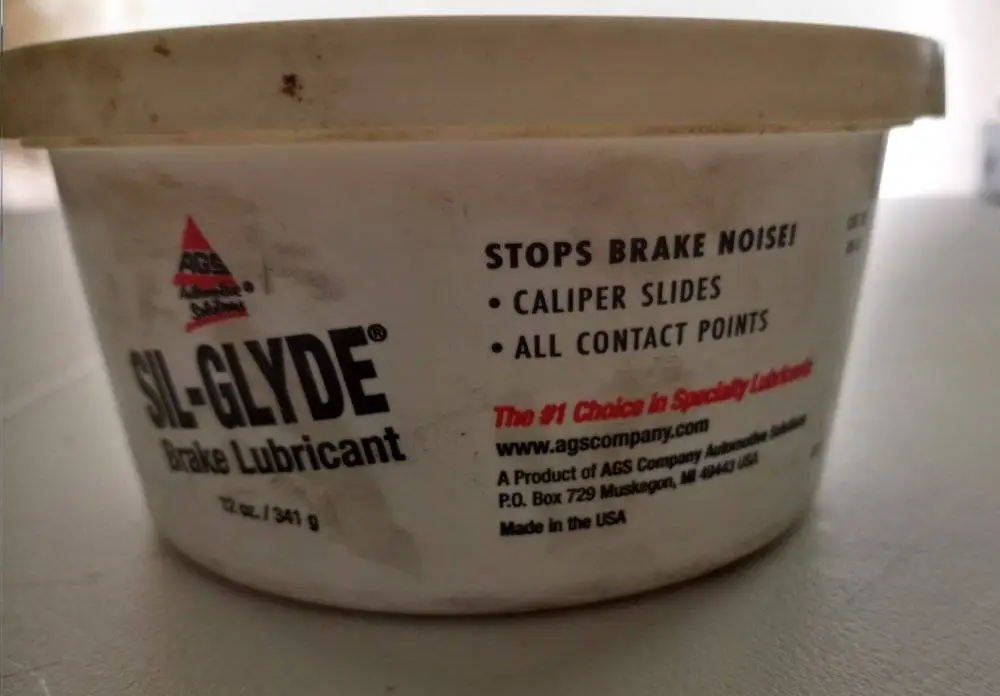 AGS
Automotive®
Solutions
SIL-GLYDE®
Brake Lubricant
12 oz. / 341 g
STOPS BRAKE NOISE!
• CALIPER SLIDES
• ALL CONTACT POINTS
The #1 Choice in Specialty Lubricants
www.agscompany.com
A Product of AGS Company Automotive Solutions
P.O. Box 729 Muskegon, MI 49443 USA
Made in the USA